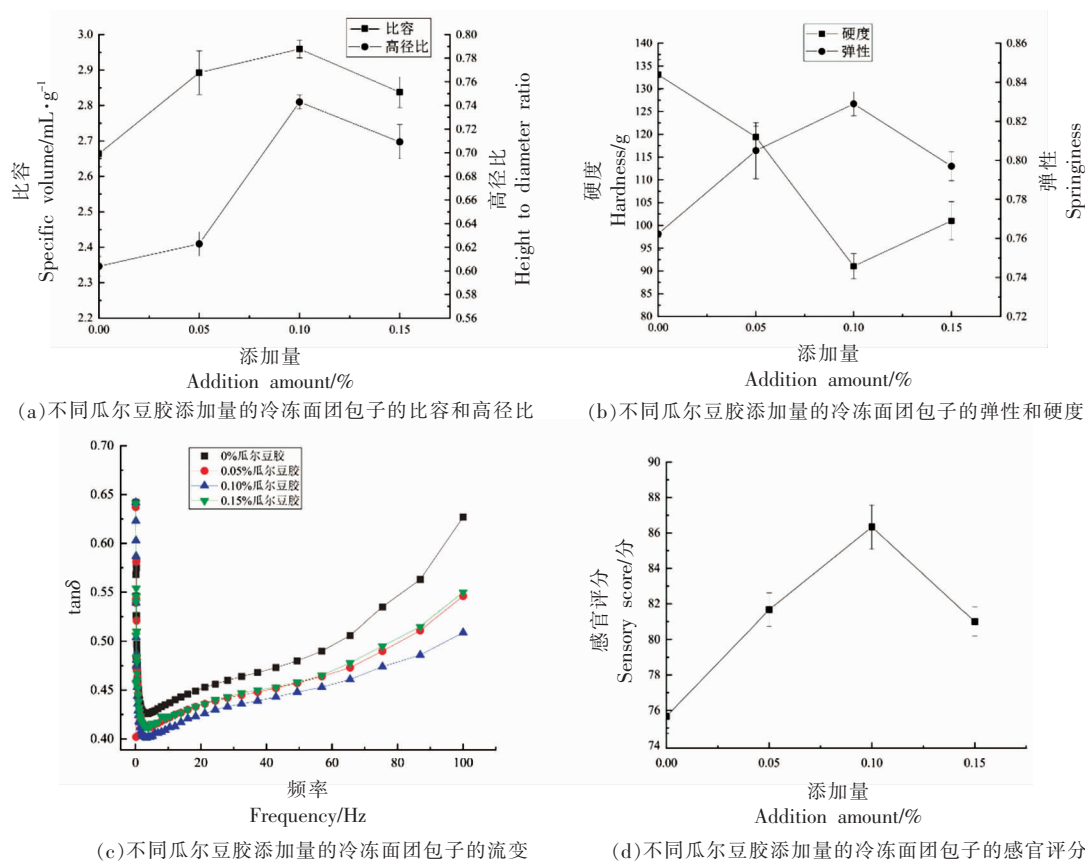 比容
高径比
3.0
2.9
2.8
2.7
2.6
2.5
2.4
2.3
2.2
0.80
0.78
0.76
0.74
0.72
0.70
0.68
0.66
0.64
0.62
0.60
0.58
0.56
0.00
0.05
0.10
0.15
比容
Specific volume/mL·g⁻¹
高径比
Height to diameter ratio
添加量
Addition amount/%
(a)不同瓜尔豆胶添加量的冷冻面团包子的比容和高径比
硬度
弹性
140
135
130
125
120
115
110
105
100
95
90
85
80
0.86
0.84
0.82
0.80
0.78
0.76
0.74
0.72
0.00
0.05
0.10
0.15
硬度
Hardness/g
弹性
Springiness
添加量
Addition amount/%
(b)不同瓜尔豆胶添加量的冷冻面团包子的弹性和硬度
0%瓜尔豆胶
0.05%瓜尔豆胶
0.10%瓜尔豆胶
0.15%瓜尔豆胶
0.70
0.65
0.60
0.55
0.50
0.45
0.40
0
20
40
60
80
100
tanδ
频率
Frequency/Hz
(c)不同瓜尔豆胶添加量的冷冻面团包子的流变
90
88
86
84
82
80
78
76
74
0.00
0.05
0.10
0.15
感官评分
Sensory score/分
添加量
Addition amount/%
(d)不同瓜尔豆胶添加量的冷冻面团包子的感官评分